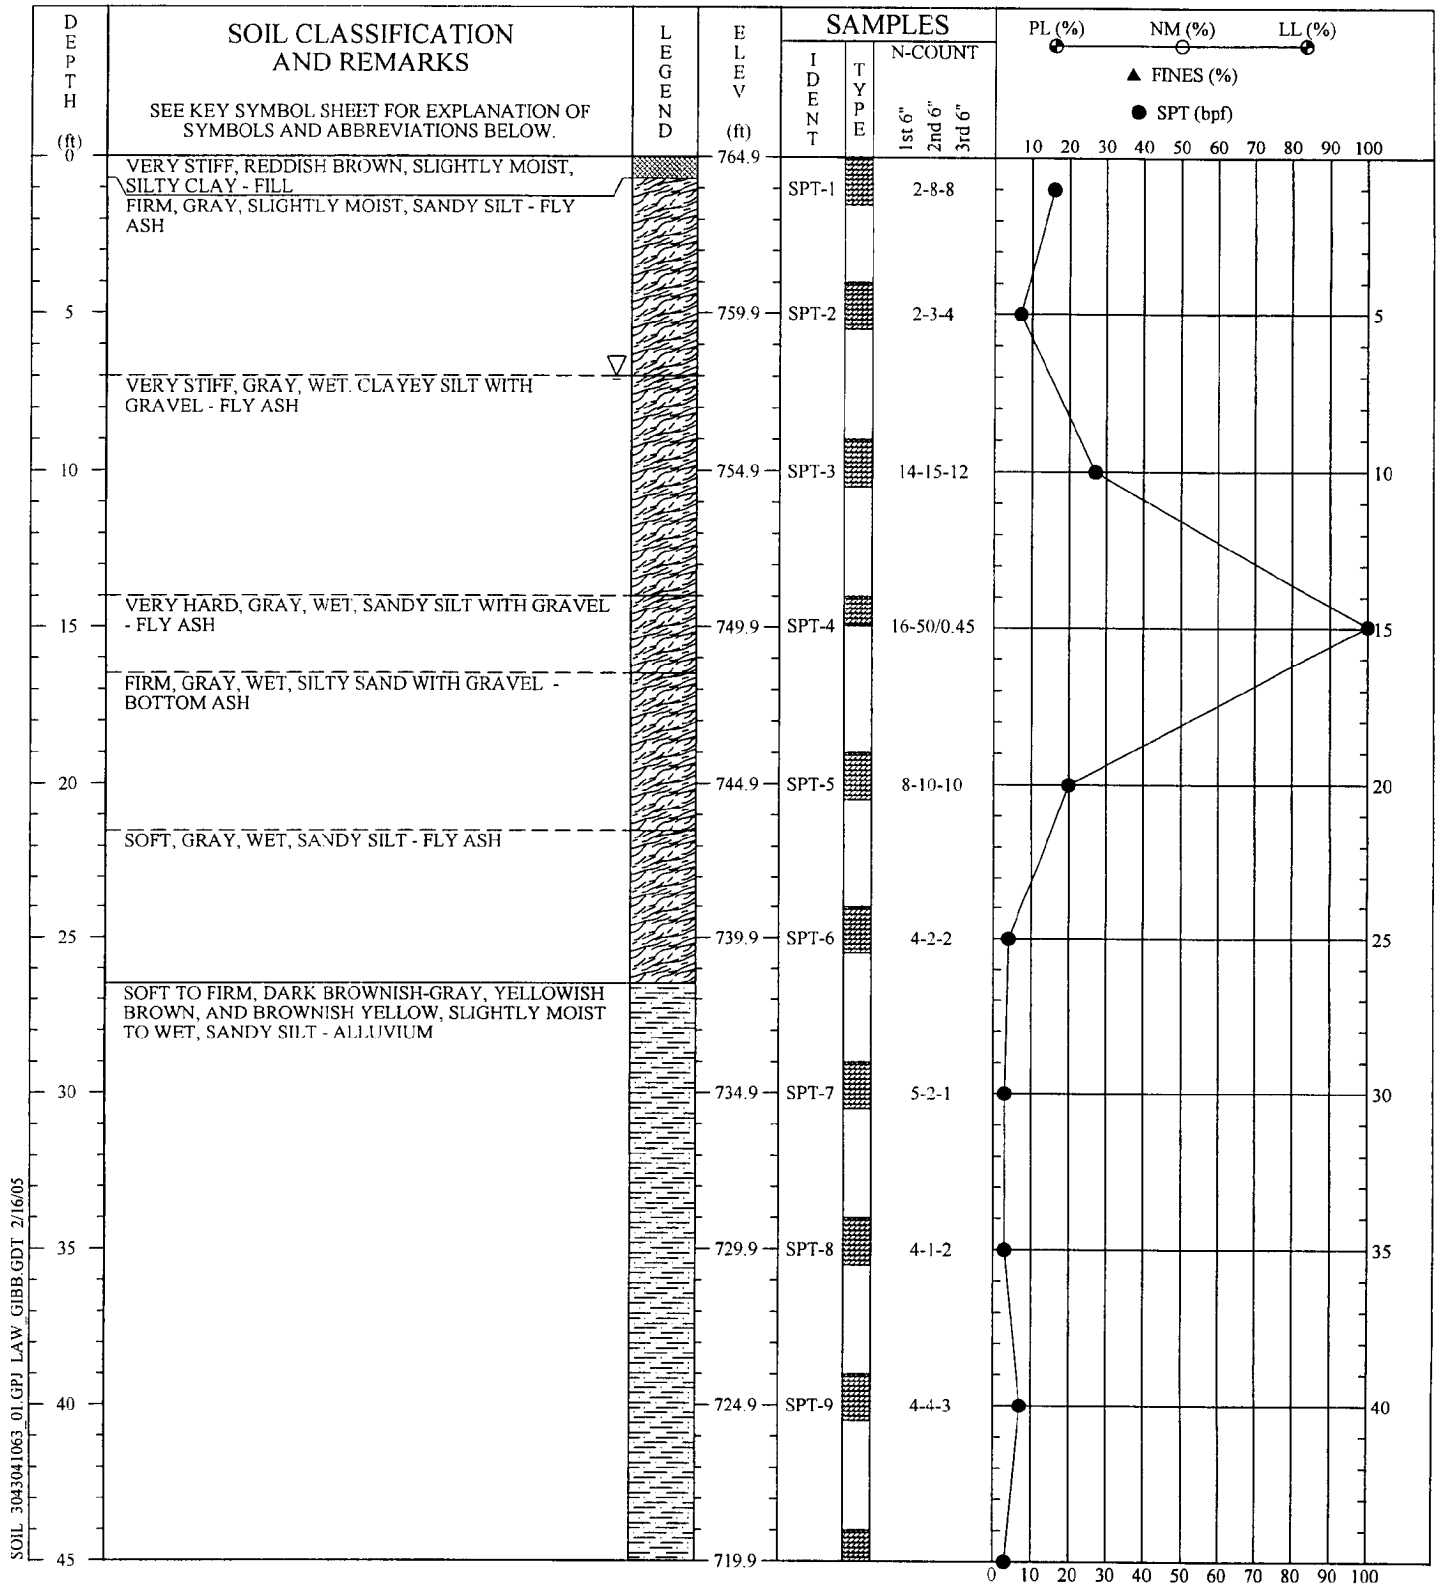 DEPTH (ft)
SOIL CLASSIFICATION
AND REMARKS
SEE KEY SYMBOL SHEET FOR EXPLANATION OF
SYMBOLS AND ABBREVIATIONS BELOW.
LEGEND
ELEV (ft)
SAMPLES
IDENT
TYPE
N-COUNT
1st 6"
2nd 6"
3rd 6"
PL (%) NM (%) LL (%)
▲ FINES (%)
● SPT (bpf)
10 20 30 40 50 60 70 80 90 100
0 764.9
VERY STIFF, REDDISH BROWN, SLIGHTLY MOIST,
SILTY CLAY - FILL
SPT-1 2-8-8
FIRM, GRAY, SLIGHTLY MOIST, SANDY SILT - FLY
ASH
5 759.9 SPT-2 2-3-4 5
VERY STIFF, GRAY, WET. CLAYEY SILT WITH
GRAVEL - FLY ASH
10 754.9 SPT-3 14-15-12 10
VERY HARD, GRAY, WET, SANDY SILT WITH GRAVEL
- FLY ASH
15 749.9 SPT-4 16-50/0.45 15
FIRM, GRAY, WET, SILTY SAND WITH GRAVEL -
BOTTOM ASH
20 744.9 SPT-5 8-10-10 20
SOFT, GRAY, WET, SANDY SILT - FLY ASH
25 739.9 SPT-6 4-2-2 25
SOFT TO FIRM, DARK BROWNISH-GRAY, YELLOWISH
BROWN, AND BROWNISH YELLOW, SLIGHTLY MOIST
TO WET, SANDY SILT - ALLUVIUM
30 734.9 SPT-7 5-2-1 30
35 729.9 SPT-8 4-1-2 35
40 724.9 SPT-9 4-4-3 40
45 719.9
0 10 20 30 40 50 60 70 80 90 100
SOIL 3043041063_01.GPJ LAW_GIBB.GDT 2/16/05